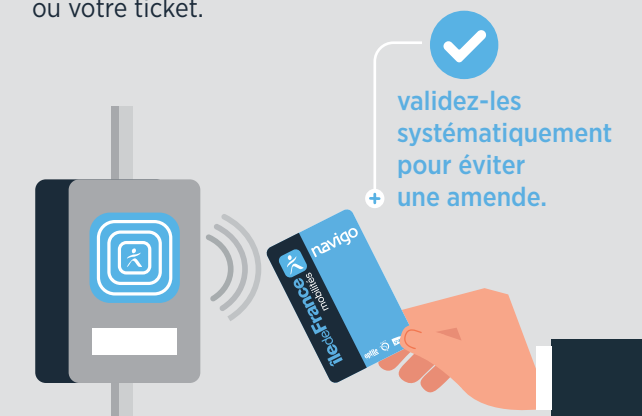 ou votre ticket.
validez-les
systématiquement
pour éviter
une amende.
navigo
îledeFrance
mobilités